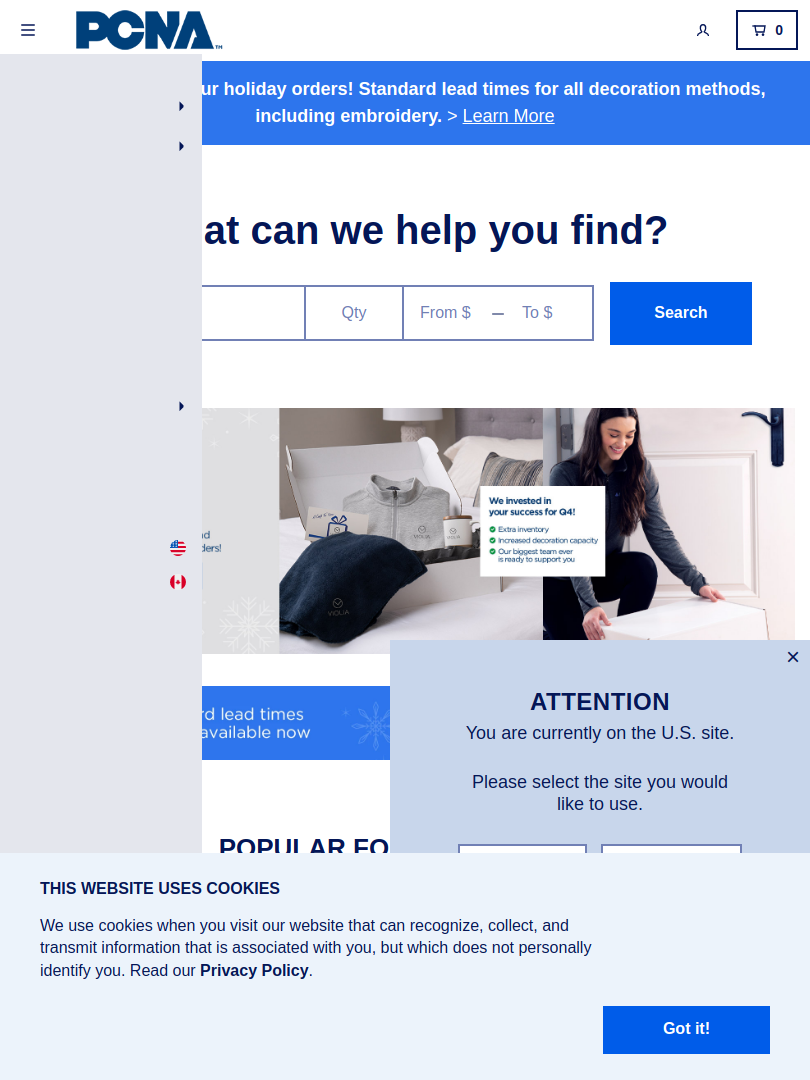 PCNA™
0
ur holiday orders! Standard lead times for all decoration methods,
including embroidery. > Learn More
at can we help you find?
Qty
From $
To $
Search
We invested in
your success for Q4!
Extra inventory
Increased decoration capacity
Our biggest team ever
is ready to support you
VIOLIA
VIOLIA
ders!
rd lead times
available now
ATTENTION
You are currently on the U.S. site.
Please select the site you would
like to use.
POPULAR FO
THIS WEBSITE USES COOKIES
We use cookies when you visit our website that can recognize, collect, and
transmit information that is associated with you, but which does not personally
identify you. Read our Privacy Policy.
Got it!